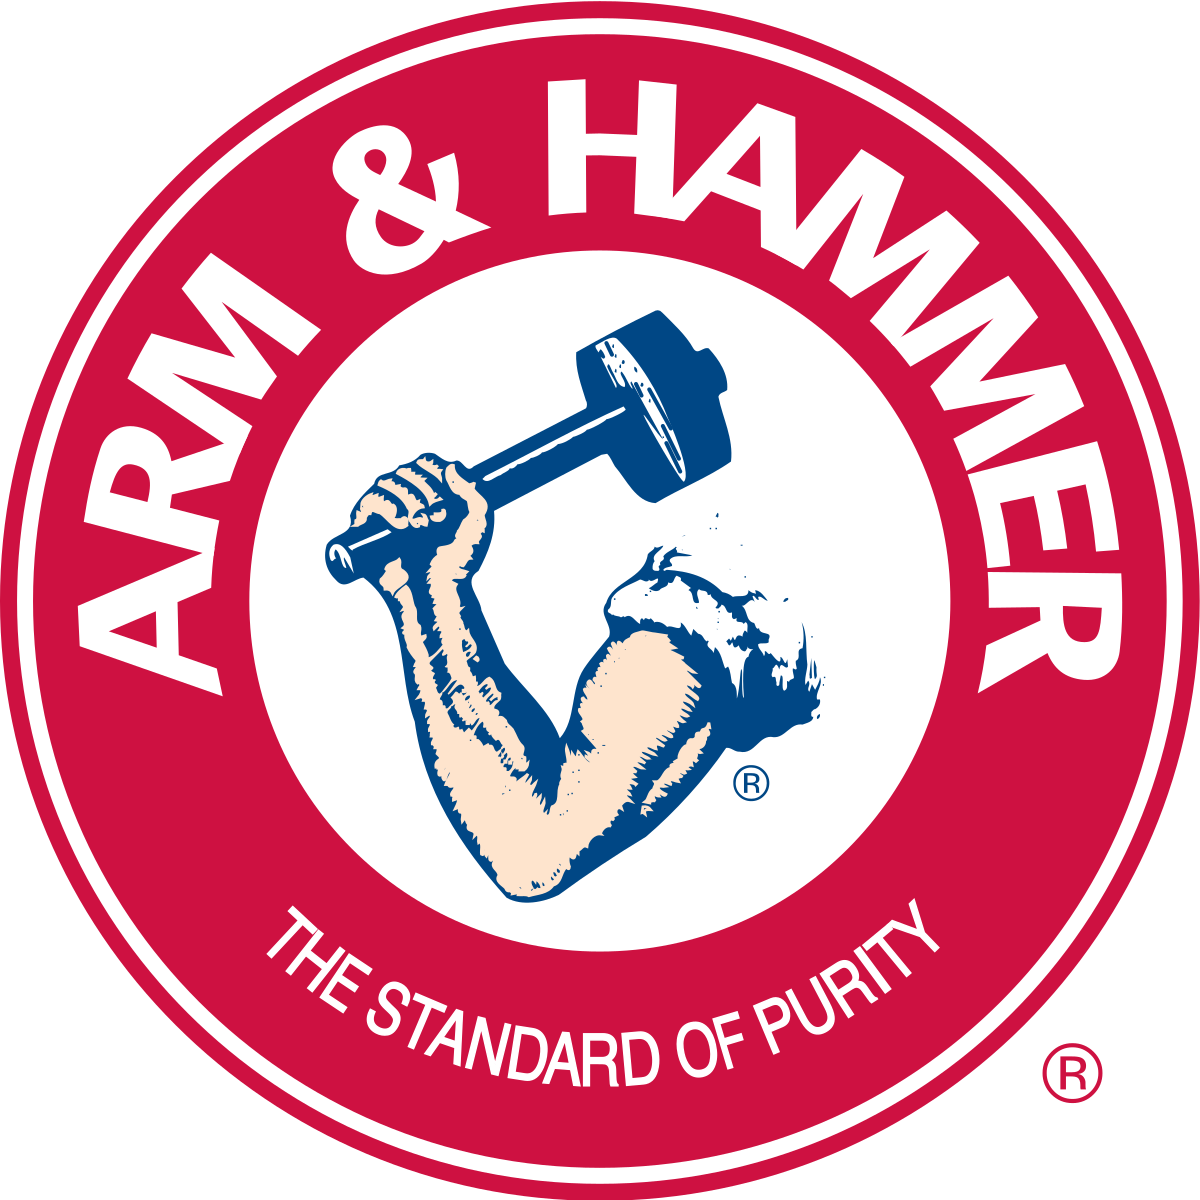 ARM & HAMMER
®
THE STANDARD OF PURITY
®